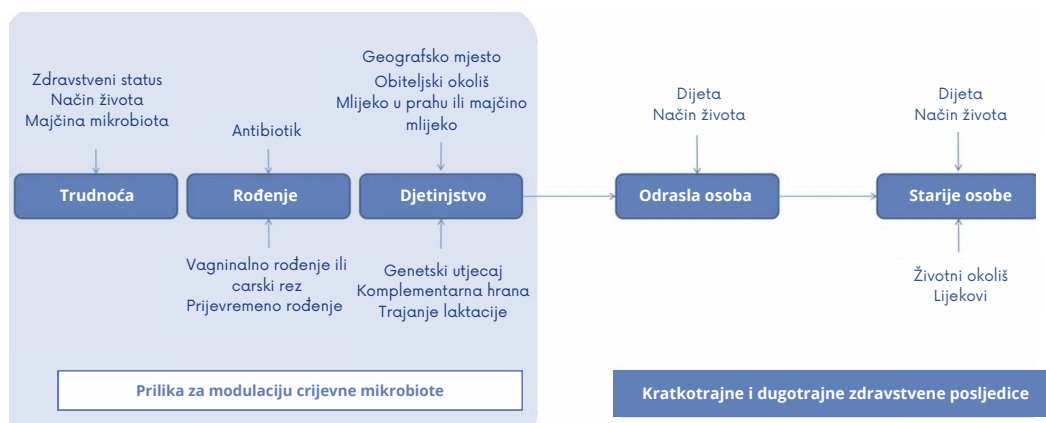 Zdravstveni status
Način života
Majčina mikrobiota
Antibiotik
Geografsko mjesto
Obiteljski okoliš
Mlijeko u prahu ili majčino
mlijeko
Dijeta
Način života
Dijeta
Način života
Trudnoća
Rođenje
Djetinjstvo
Odrasla osoba
Starije osobe
Vagninalno rođenje ili
carski rez
Prijevremeno rođenje
Genetski utjecaj
Komplementarna hrana
Trajanje laktacije
Životni okoliš
Lijekovi
Prilika za modulaciju crijevne mikrobiote
Kratkotrajne i dugotrajne zdravstvene posljedice